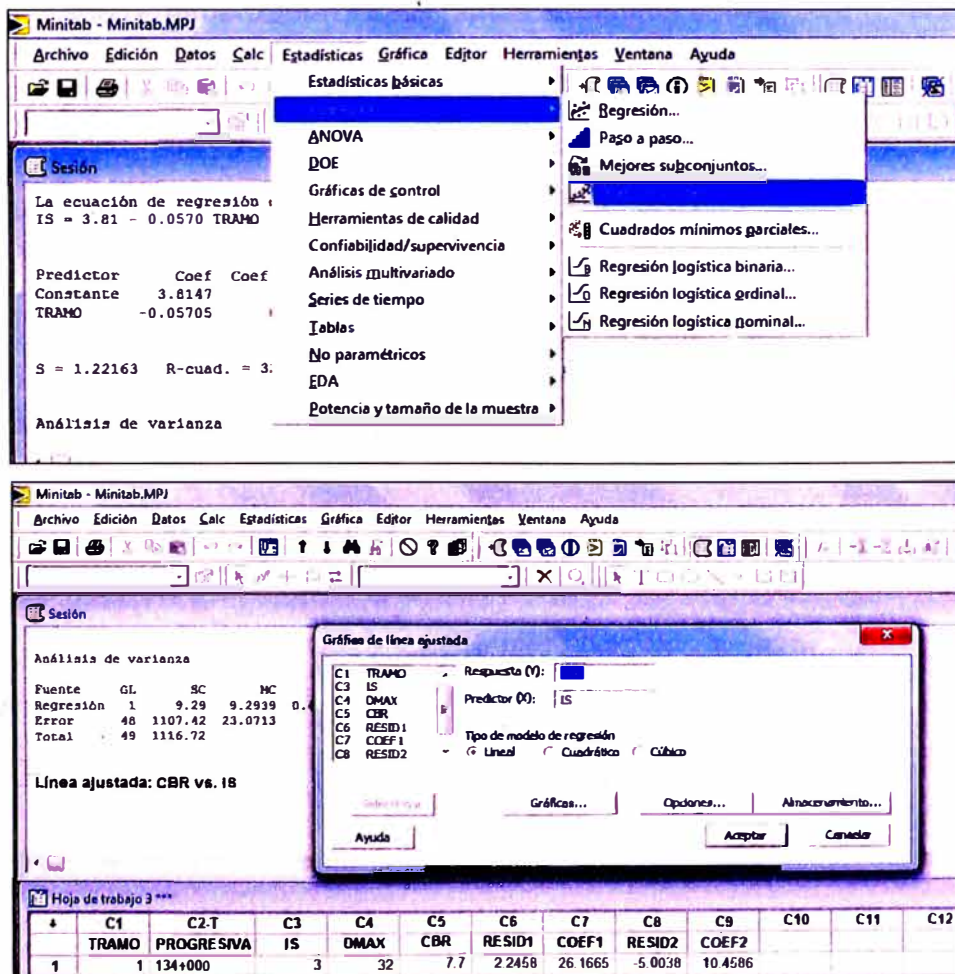 Minitab - Minitab.MPJ
Archivo Edición Datos Calc Estadísticas Gráfica Editor Herramientas Ventana Ayuda
Estadísticas básicas
ANOVA
DOE
Gráficas de control
Herramientas de calidad
Confiabilidad/supervivencia
Análisis multivariado
Series de tiempo
Tablas
No paramétricos
EDA
Potencia y tamaño de la muestra
Regresión...
Paso a paso...
Mejores subconjuntos...
Cuadrados mínimos parciales...
Regresión logística binaria...
Regresión logística ordinal...
Regresión logística nominal...
Sesión
La ecuación de regresión
IS = 3.81 - 0.0570 TRAMO
Predictor Coef Coef
Constante 3.8147
TRAMO -0.05705
S = 1.22163 R-cuad. = 3
Análisis de varianza
Minitab - Minitab.MPJ
Archivo Edición Datos Calc Estadísticas Gráfica Editor Herramientas Ventana Ayuda
Sesión
Análisis de varianza
Fuente GL SC MC
Regresión 1 9.29 9.2939 0.
Error 48 1107.42 23.0713
Total 49 1116.72
Línea ajustada: CBR vs. IS
Gráfica de línea ajustada
C1 TRAMO
C3 IS
C4 DMAX
C5 CBR
C6 RESID1
C7 COEF1
C8 RESID2
Respuesta (Y):
Predictor (X): IS
Tipo de modelo de regresión
Lineal Cuadrático Cúbico
Gráficas... Opciones... Almacenamiento...
Ayuda Aceptar Cancelar
Hoja de trabajo 3 ***
C1 C2-T C3 C4 C5 C6 C7 C8 C9 C10 C11 C12
TRAMO PROGRESIVA IS DMAX CBR RESID1 COEF1 RESID2 COEF2
1 1 134+000 3 32 7.7 2.2458 26.1665 -5.0038 10.4586